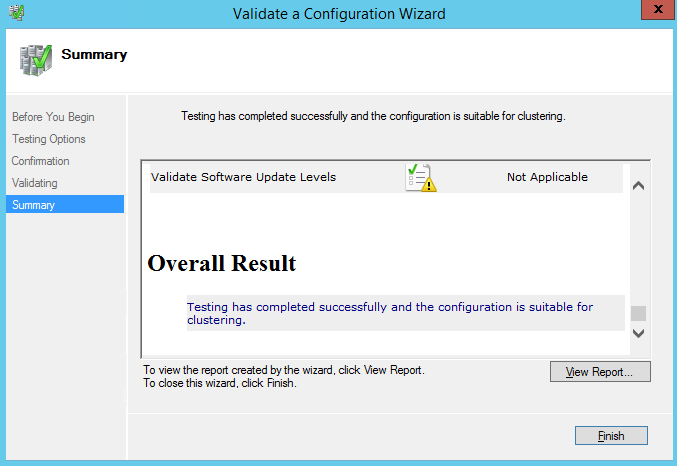 Validate a Configuration Wizard
x
Summary
Before You Begin
Testing Options
Confirmation
Validating
Summary
Testing has completed successfully and the configuration is suitable for clustering.
Validate Software Update Levels Not Applicable
Overall Result
Testing has completed successfully and the configuration is suitable for
clustering.
To view the report created by the wizard, click View Report.
To close this wizard, click Finish.
View Report...
Finish